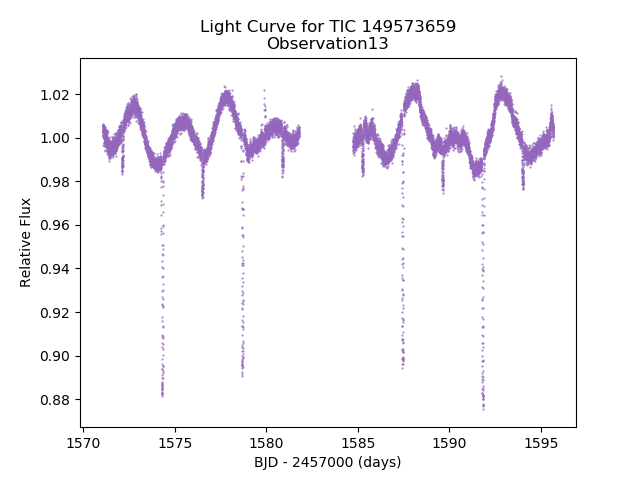 Light Curve for TIC 149573659
Observation13
1.02
1.00
0.98
0.96
0.94
0.92
0.90
0.88
Relative Flux
1570 1575 1580 1585 1590 1595
BJD - 2457000 (days)